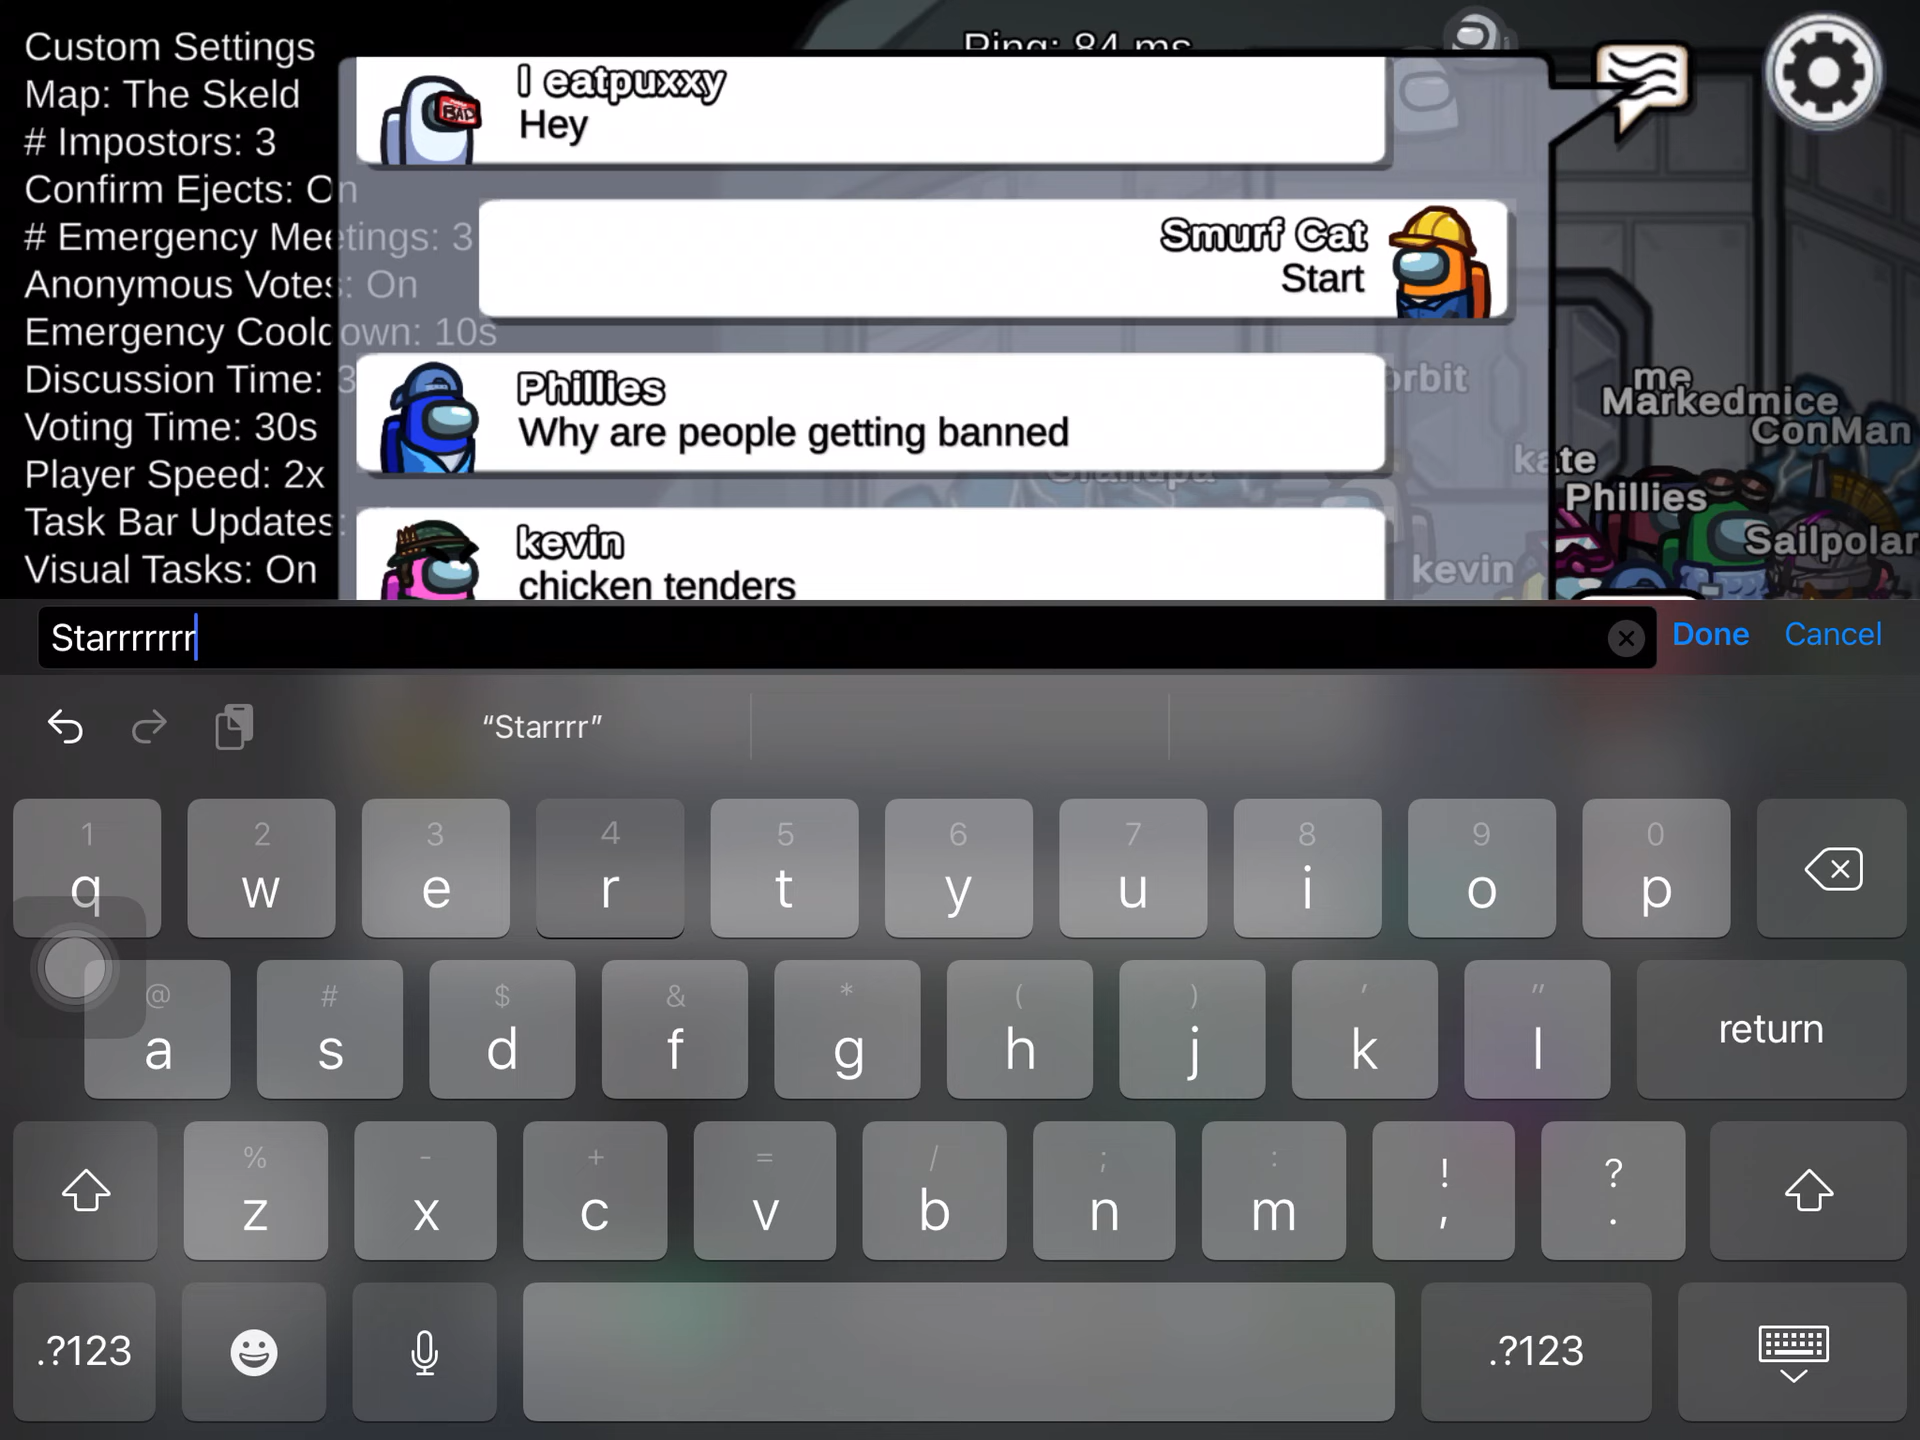 Custom Settings
Map: The Skeld
# Impostors: 3
Confirm Ejects: On
# Emergency Meetings: 3
Anonymous Votes: On
Emergency Cooldown: 10s
Discussion Time: 3
Voting Time: 30s
Player Speed: 2x
Task Bar Updates:
Visual Tasks: On
Ping: 84 ms
I eatpuxxy
Hey
BAD
Smurf Cat
Start
Phillies
Why are people getting banned
kevin
chicken tenders
orbit
me
Markedmice
ConMan
kate
Phillies
Grandpa
Sailpolar
kevin
Starrrrrrr
Done
Cancel
“Starrrr”
1 2 3 4 5 6 7 8 9 0
q w e r t y u i o p
@ # $ & * ( ) ' "
a s d f g h j k l return
% - + = / ; : ! ?
z x c v b n m , .
.?123 .?123